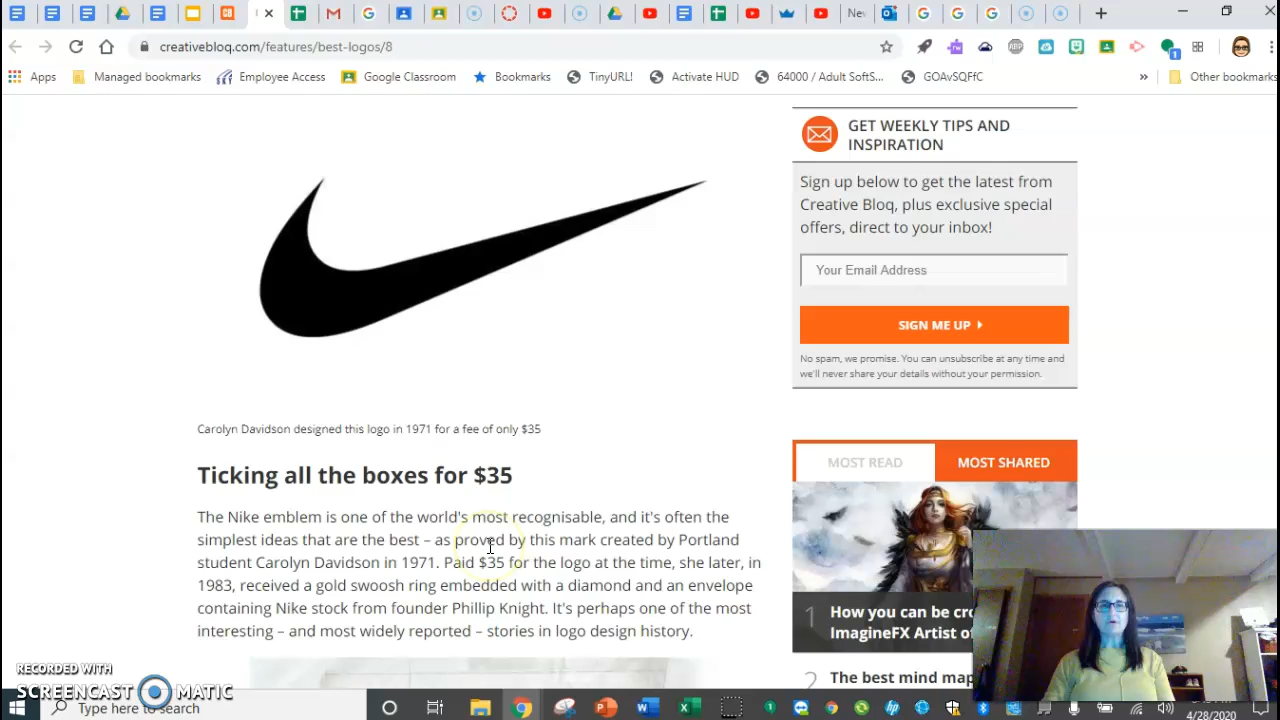 Nev
creativebloq.com/features/best-logos/8
ABP
1
Apps
Managed bookmarks
Employee Access
Google Classroom
Bookmarks
TinyURL!
Activate HUD
64000 / Adult SoftS...
GOAvSQFfC
»
Other bookmarks
GET WEEKLY TIPS AND
INSPIRATION
Sign up below to get the latest from
Creative Bloq, plus exclusive special
offers, direct to your inbox!
Your Email Address
SIGN ME UP
No spam, we promise. You can unsubscribe at any time and
we'll never share your details without your permission.
Carolyn Davidson designed this logo in 1971 for a fee of only $35
Ticking all the boxes for $35
The Nike emblem is one of the world's most recognisable, and it's often the
simplest ideas that are the best – as proved by this mark created by Portland
student Carolyn Davidson in 1971. Paid $35 for the logo at the time, she later, in
1983, received a gold swoosh ring embedded with a diamond and an envelope
containing Nike stock from founder Phillip Knight. It's perhaps one of the most
interesting – and most widely reported – stories in logo design history.
MOST READ
MOST SHARED
1
How you can be cr
ImagineFX Artist of
2
The best mind map
RECORDED WITH
SCREENCAST MATIC
Type here to search
4/28/2020